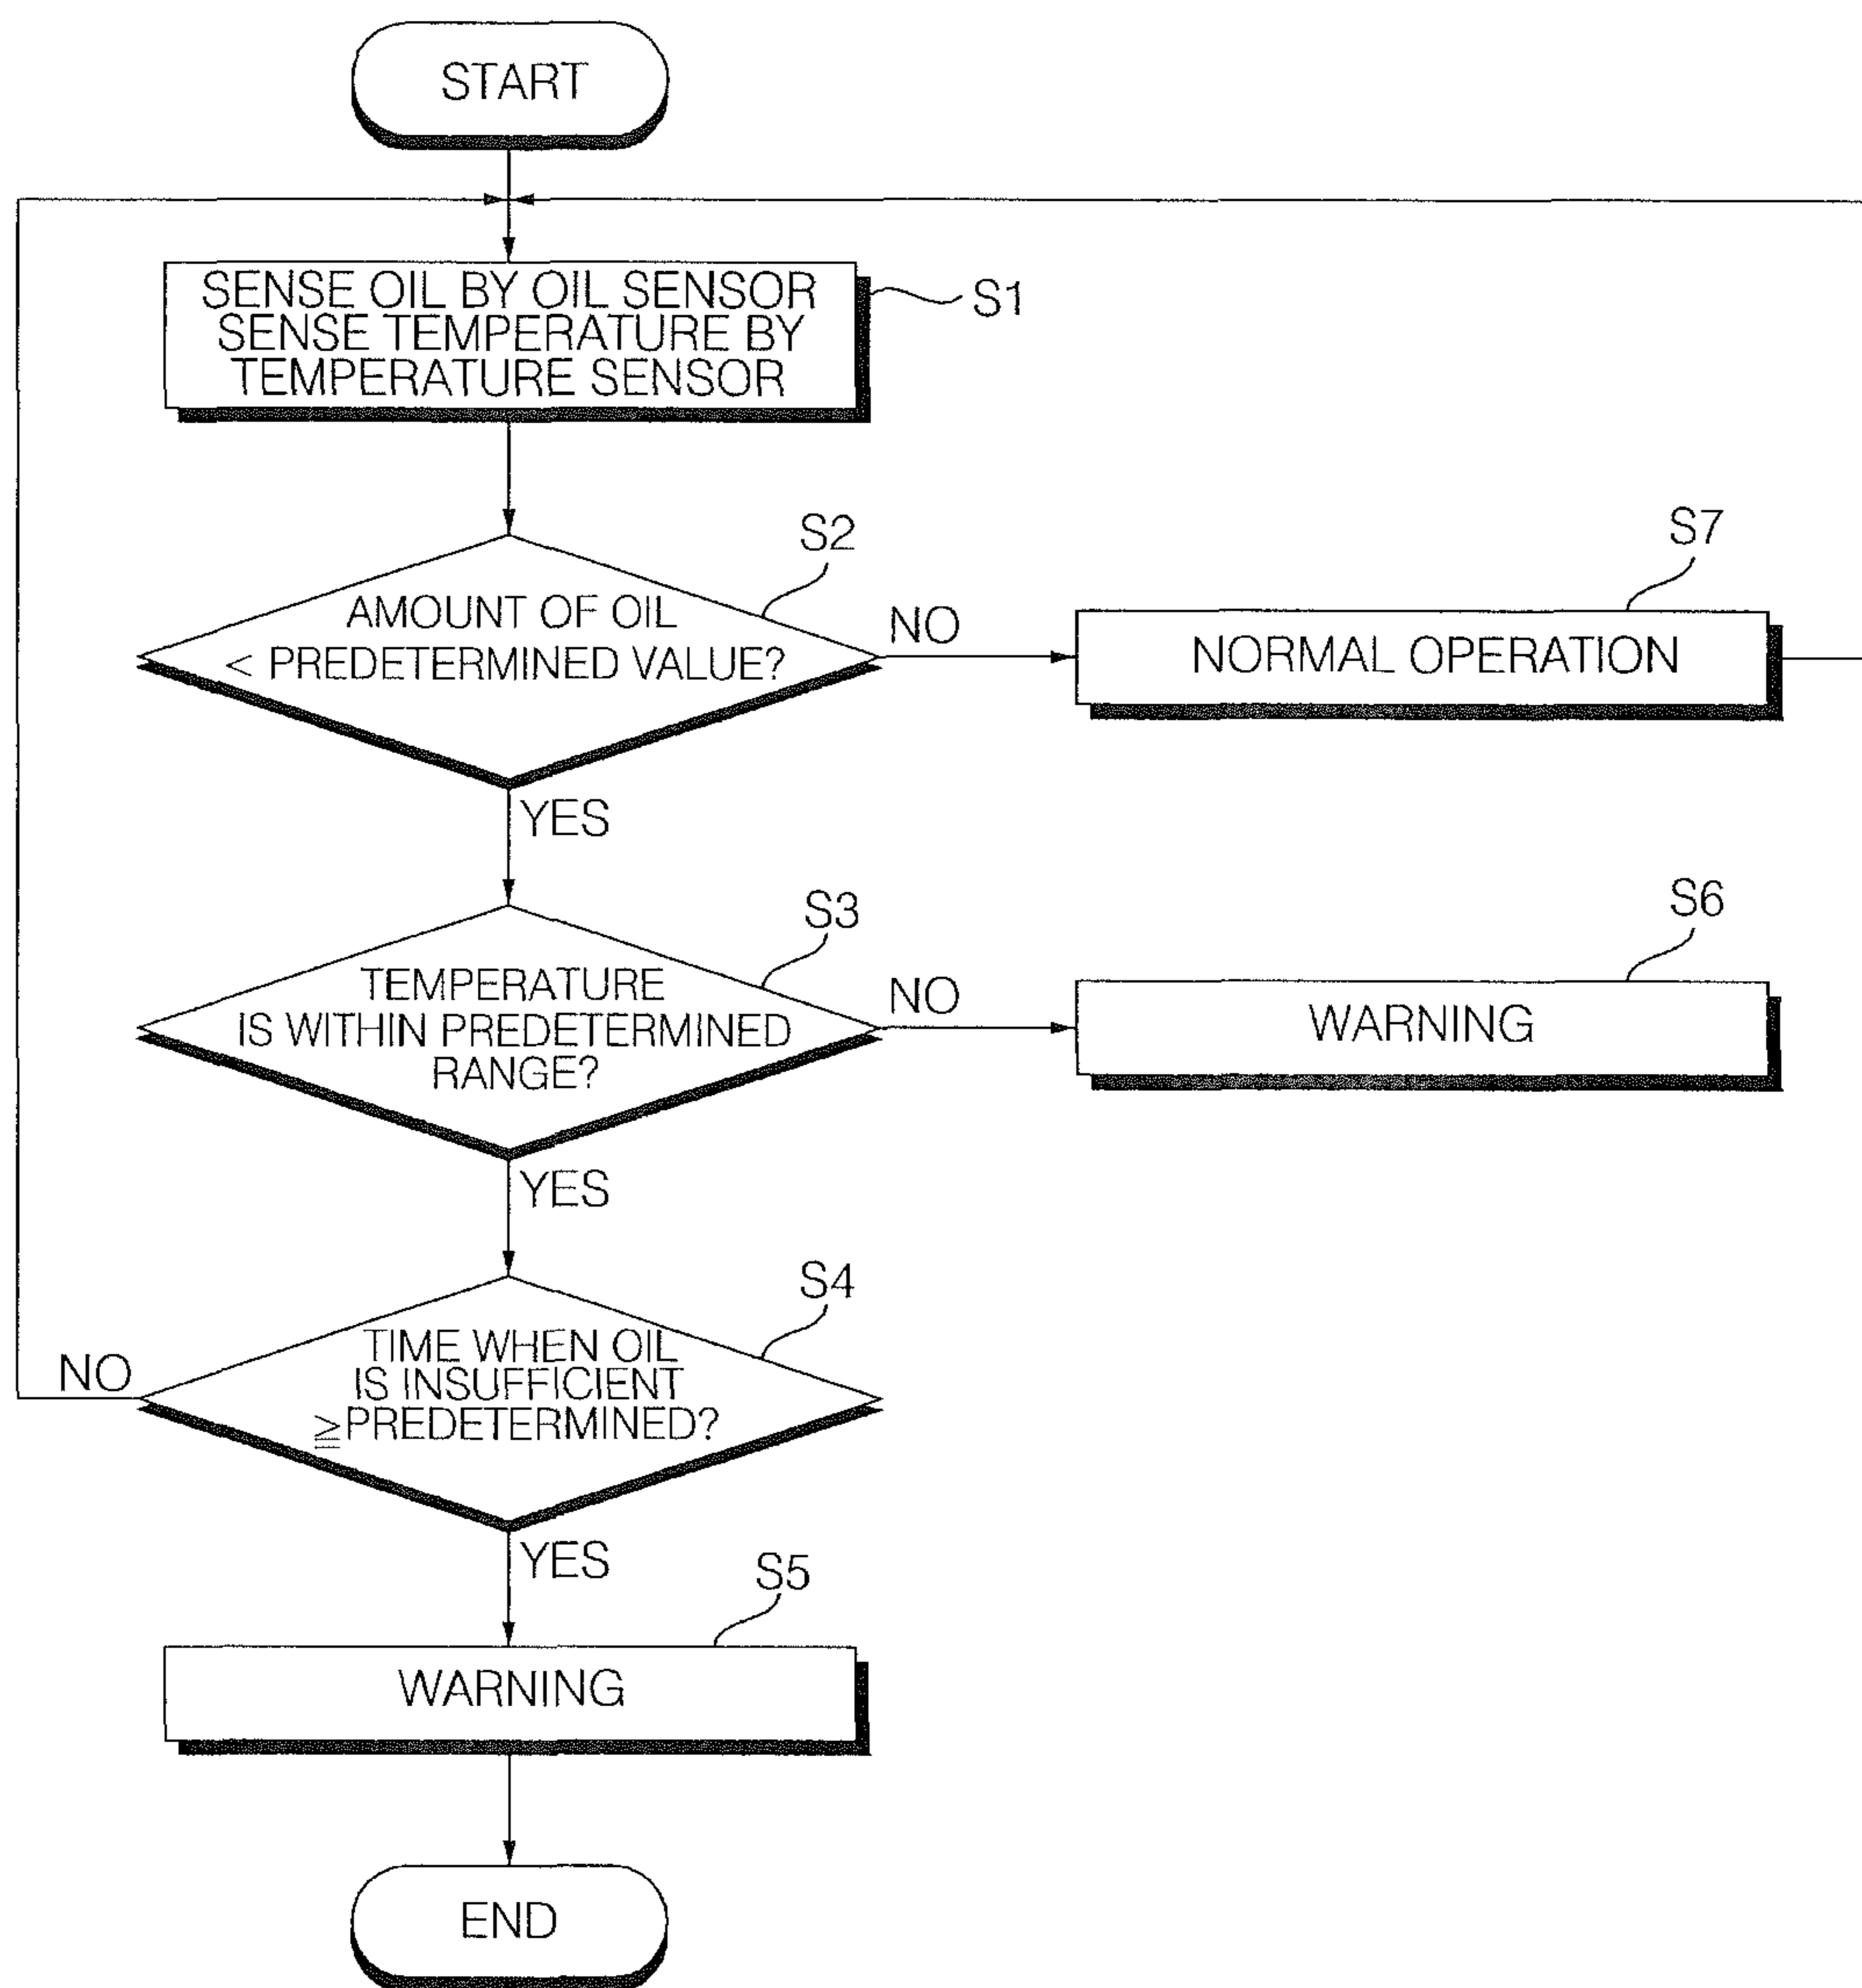 START
SENSE OIL BY OIL SENSOR
SENSE TEMPERATURE BY
TEMPERATURE SENSOR
S1
S2
AMOUNT OF OIL
< PREDETERMINED VALUE?
NO
S7
NORMAL OPERATION
YES
S3
TEMPERATURE
IS WITHIN PREDETERMINED
RANGE?
NO
S6
WARNING
YES
S4
TIME WHEN OIL
IS INSUFFICIENT
≧PREDETERMINED?
NO
YES
S5
WARNING
END